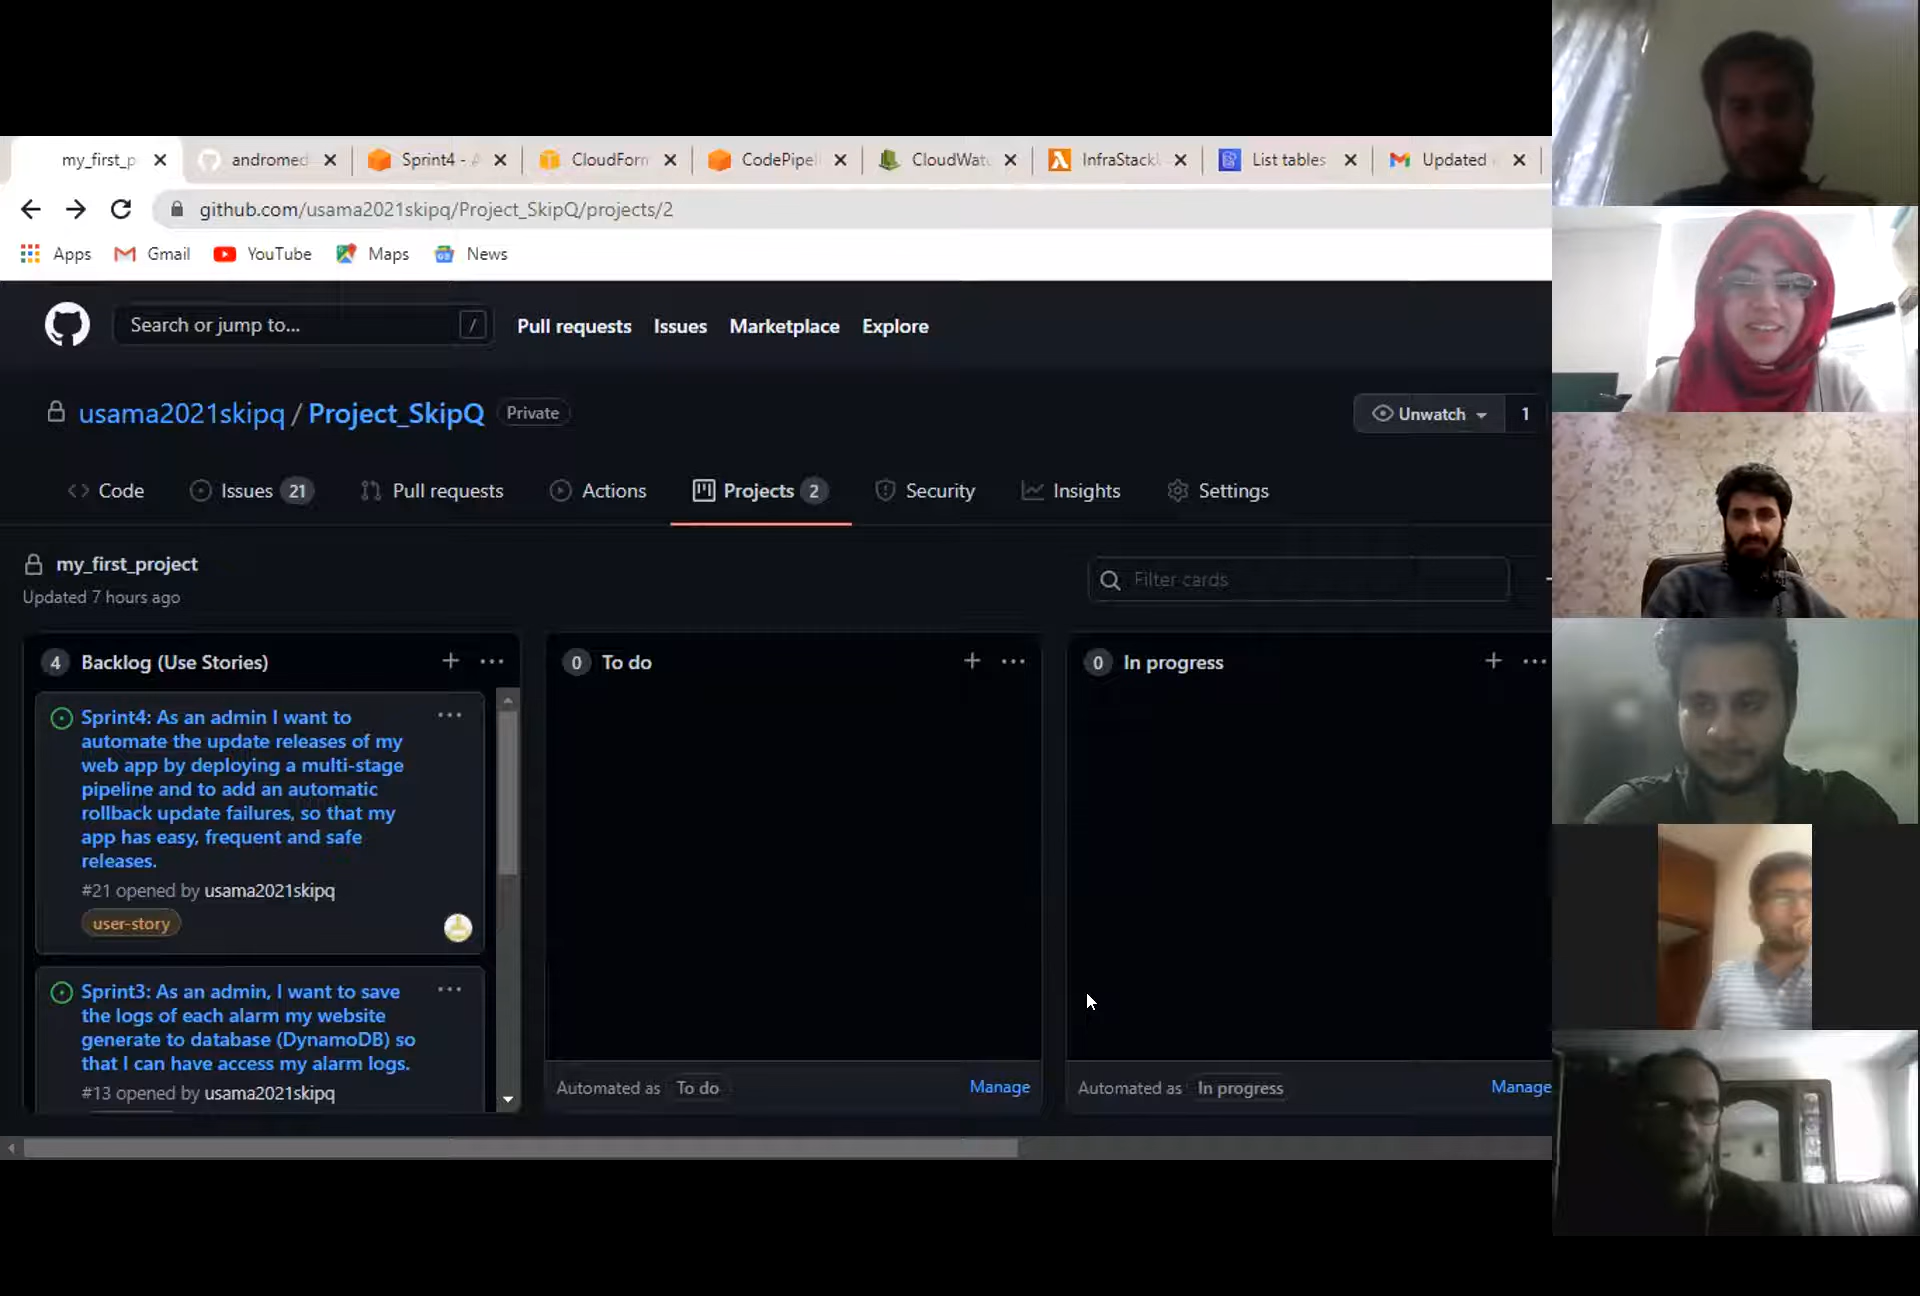 my_first_p
andromed
Sprint4 - A
CloudForm
CodePipel
CloudWat
InfraStackU
List tables
Updated
github.com/usama2021skipq/Project_SkipQ/projects/2
Apps
Gmail
YouTube
Maps
News
Search or jump to...
/
Pull requests
Issues
Marketplace
Explore
usama2021skipq / Project_SkipQ
Private
Unwatch
1
Code
Issues 21
Pull requests
Actions
Projects 2
Security
Insights
Settings
my_first_project
Updated 7 hours ago
Filter cards
4 Backlog (Use Stories)
Sprint4: As an admin I want to
automate the update releases of my
web app by deploying a multi-stage
pipeline and to add an automatic
rollback update failures, so that my
app has easy, frequent and safe
releases.
#21 opened by usama2021skipq
user-story
Sprint3: As an admin, I want to save
the logs of each alarm my website
generate to database (DynamoDB) so
that I can have access my alarm logs.
#13 opened by usama2021skipq
0 To do
Automated as To do
Manage
0 In progress
Automated as In progress
Manage